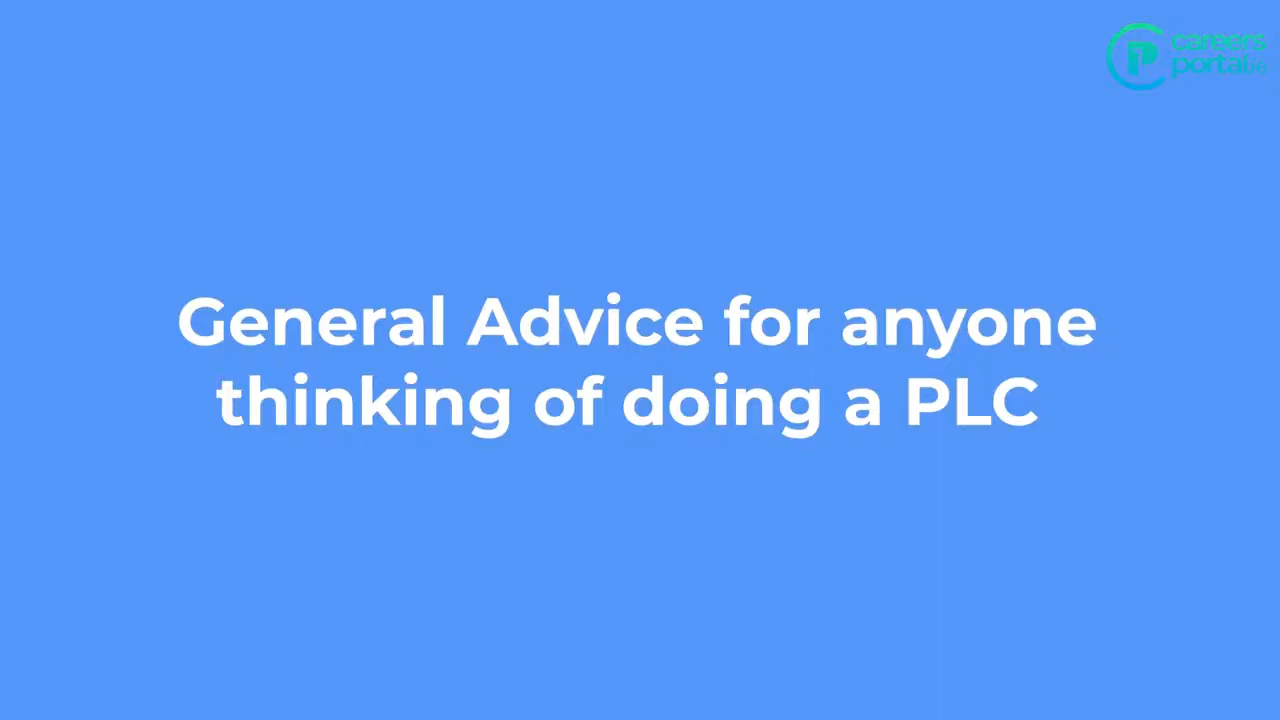 careers
portal.ie
General Advice for anyone
thinking of doing a PLC